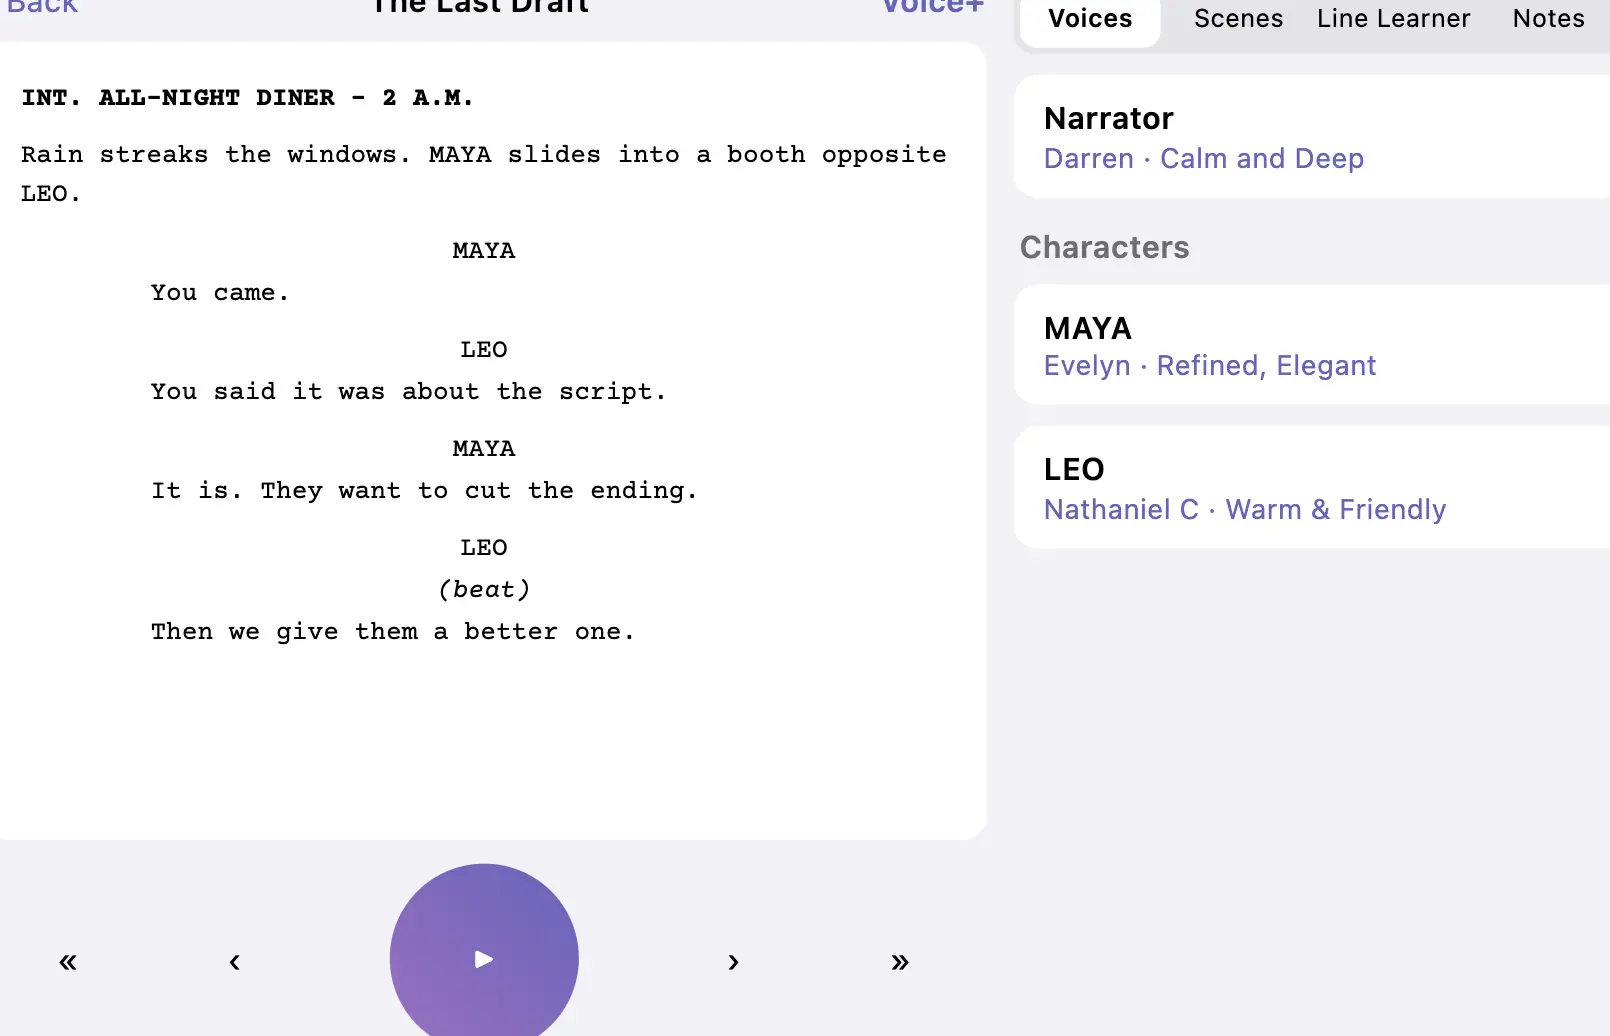 Back
The Last Draft
Voice+
INT. ALL-NIGHT DINER - 2 A.M.
Rain streaks the windows. MAYA slides into a booth opposite
LEO.
MAYA
You came.
LEO
You said it was about the script.
MAYA
It is. They want to cut the ending.
LEO
(beat)
Then we give them a better one.
«
‹
›
»
Voices
Scenes
Line Learner
Notes
Narrator
Darren · Calm and Deep
Characters
MAYA
Evelyn · Refined, Elegant
LEO
Nathaniel C · Warm & Friendly